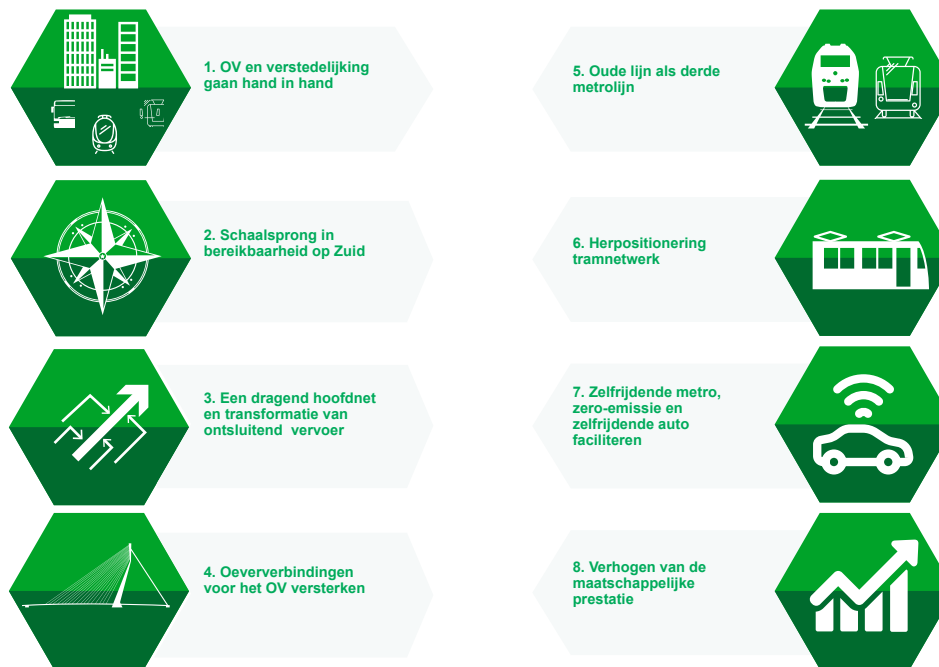 1. OV en verstedelijking
gaan hand in hand
2. Schaalsprong in
bereikbaarheid op Zuid
3. Een dragend hoofdnet
en transformatie van
ontsluitend vervoer
4. Oeververbindingen
voor het OV versterken
5. Oude lijn als derde
metrolijn
6. Herpositionering
tramnetwerk
7. Zelfrijdende metro,
zero-emissie en
zelfrijdende auto
faciliteren
8. Verhogen van de
maatschappelijke
prestatie